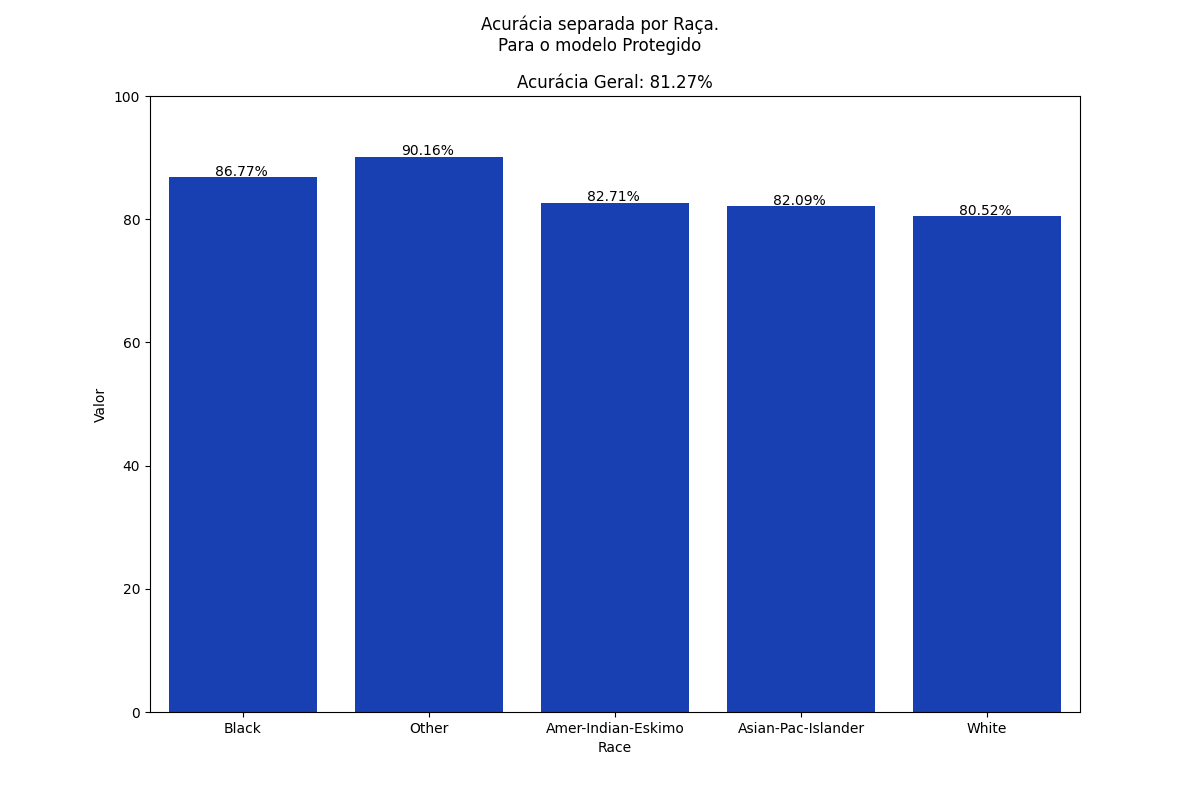 Acurácia separada por Raça.
Para o modelo Protegido
Acurácia Geral: 81.27%
100
80
60
40
20
0
Valor
86.77%
90.16%
82.71%
82.09%
80.52%
Black
Other
Amer-Indian-Eskimo
Asian-Pac-Islander
White
Race